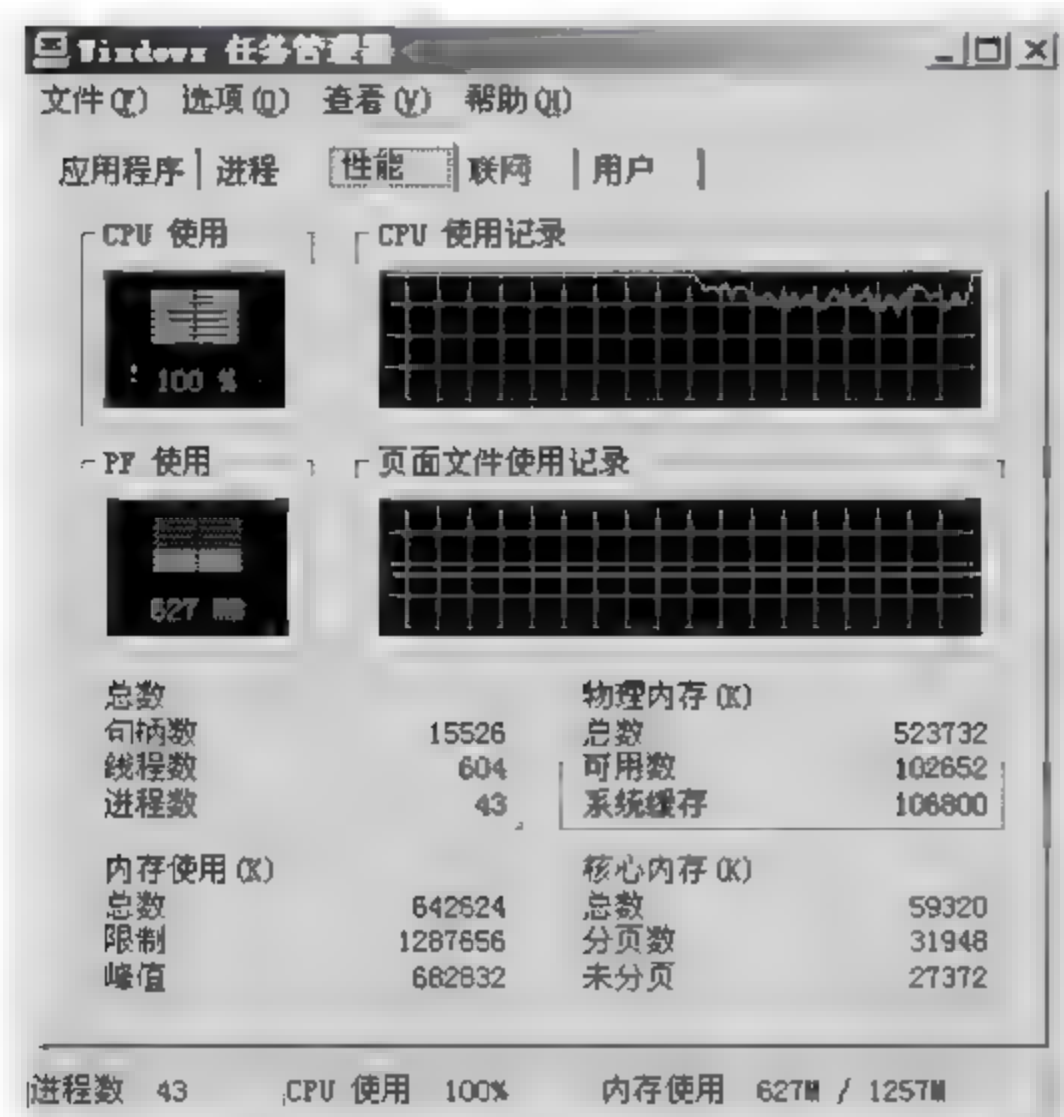 Windows 任务管理器
文件(F) 选项(O) 查看(V) 帮助(H)
应用程序 进程 性能 联网 用户
CPU 使用 CPU 使用记录
100 %
PF 使用 页面文件使用记录
627 MB
总数 物理内存(K)
句柄数 15526 总数 523732
线程数 604 可用数 102652
进程数 43 系统缓存 106800
内存使用(K) 核心内存(K)
总数 642624 总数 59320
限制 1287656 分页数 31948
峰值 682832 未分页 27372
进程数 43 CPU 使用 100% 内存使用 627M / 1257M